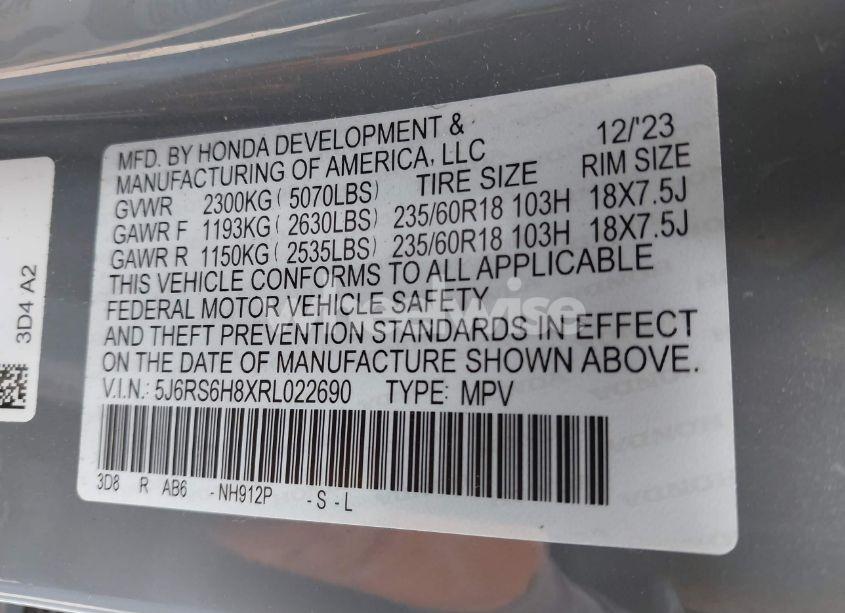 MFD. BY HONDA DEVELOPMENT & 12/'23
MANUFACTURING OF AMERICA, LLC
TIRE SIZE RIM SIZE
GVWR 2300KG ( 5070LBS)
GAWR F 1193KG ( 2630LBS) 235/60R18 103H 18X7.5J
GAWR R 1150KG ( 2535LBS) 235/60R18 103H 18X7.5J
THIS VEHICLE CONFORMS TO ALL APPLICABLE
FEDERAL MOTOR VEHICLE SAFETY
AND THEFT PREVENTION STANDARDS IN EFFECT
ON THE DATE OF MANUFACTURE SHOWN ABOVE.
V.I.N.: 5J6RS6H8XRL022690 TYPE: MPV
3D8 R AB6 -NH912P -S-L
3D4 A2